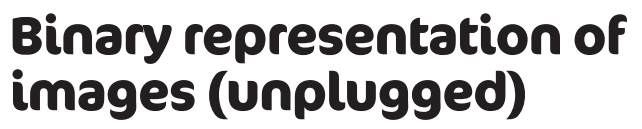 Binary representation of
images (unplugged)